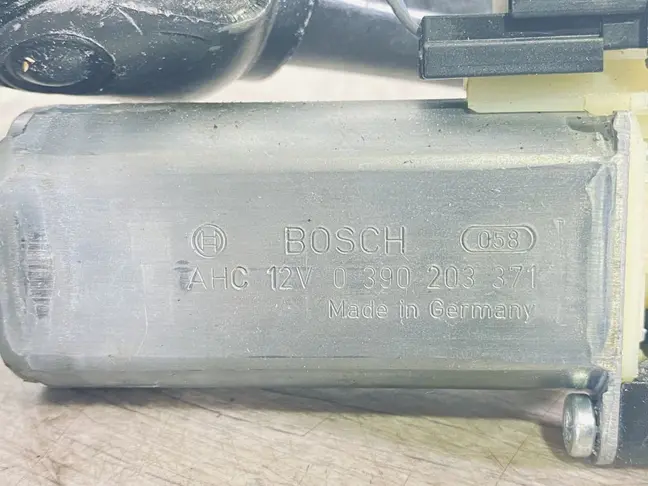 BOSCH 058
AHC 12V 0 390 203 371
Made in Germany